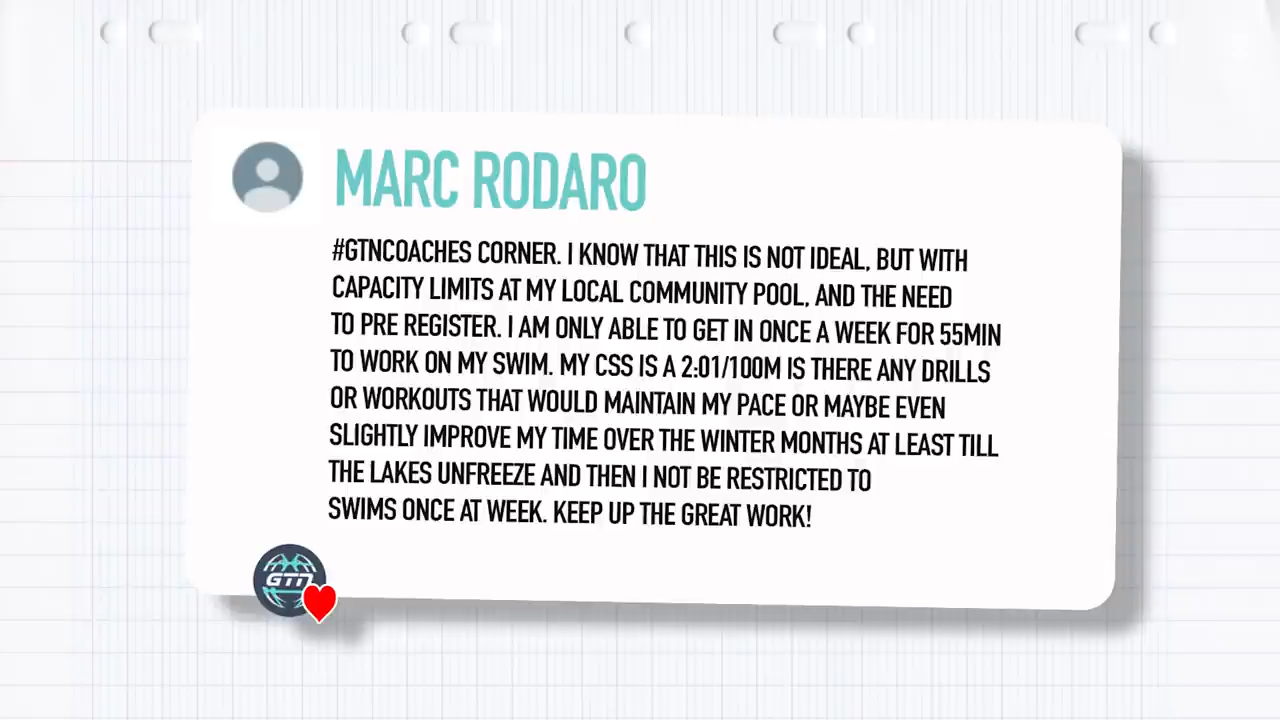 MARC RODARO
#GTNCOACHES CORNER. I KNOW THAT THIS IS NOT IDEAL, BUT WITH
CAPACITY LIMITS AT MY LOCAL COMMUNITY POOL, AND THE NEED
TO PRE REGISTER. I AM ONLY ABLE TO GET IN ONCE A WEEK FOR 55MIN
TO WORK ON MY SWIM. MY CSS IS A 2:01/100M IS THERE ANY DRILLS
OR WORKOUTS THAT WOULD MAINTAIN MY PACE OR MAYBE EVEN
SLIGHTLY IMPROVE MY TIME OVER THE WINTER MONTHS AT LEAST TILL
THE LAKES UNFREEZE AND THEN I NOT BE RESTRICTED TO
SWIMS ONCE AT WEEK. KEEP UP THE GREAT WORK!
GTN